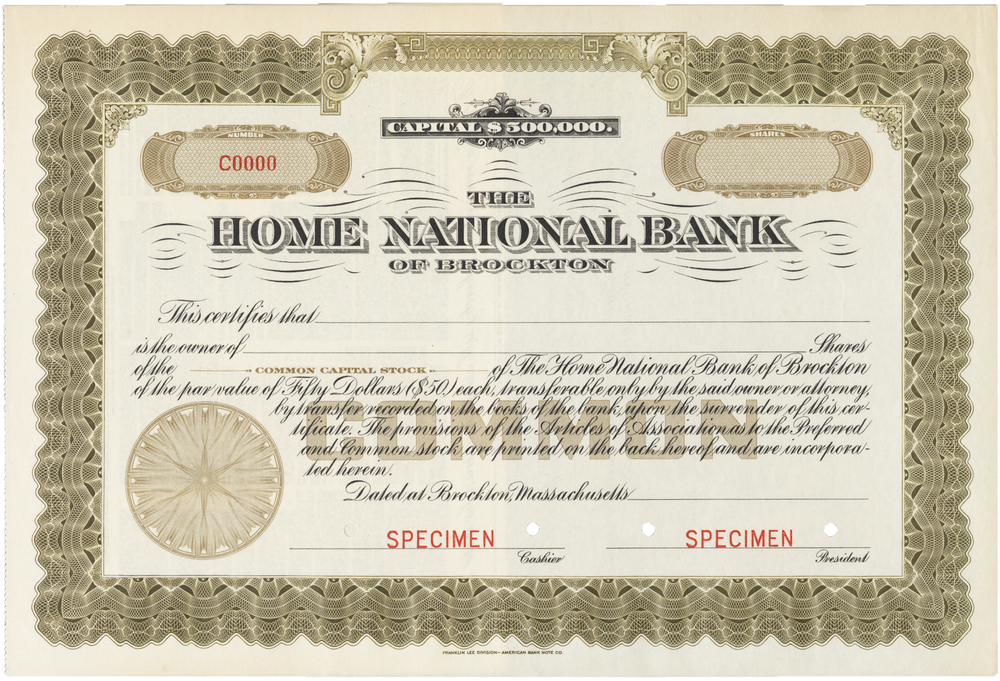 CAPITAL $500,000.
NUMBER
C0000
SHARES
THE
HOME NATIONAL BANK
OF BROCKTON
This certifies that
is the owner of Shares
of the COMMON CAPITAL STOCK of The Home National Bank of Brockton
of the par value of Fifty Dollars ($50) each, transferable only by the said owner or attorney,
by transfer recorded on the books of the bank, upon the surrender of this cer-
tificate. The provisions of the Articles of Association as to the Preferred
and Common stock are printed on the back hereof and are incorpora-
ted herein.
COMMON
Dated at Brockton, Massachusetts
SPECIMEN
Cashier
SPECIMEN
President
FRANKLIN LEE DIVISION - AMERICAN BANK NOTE CO.